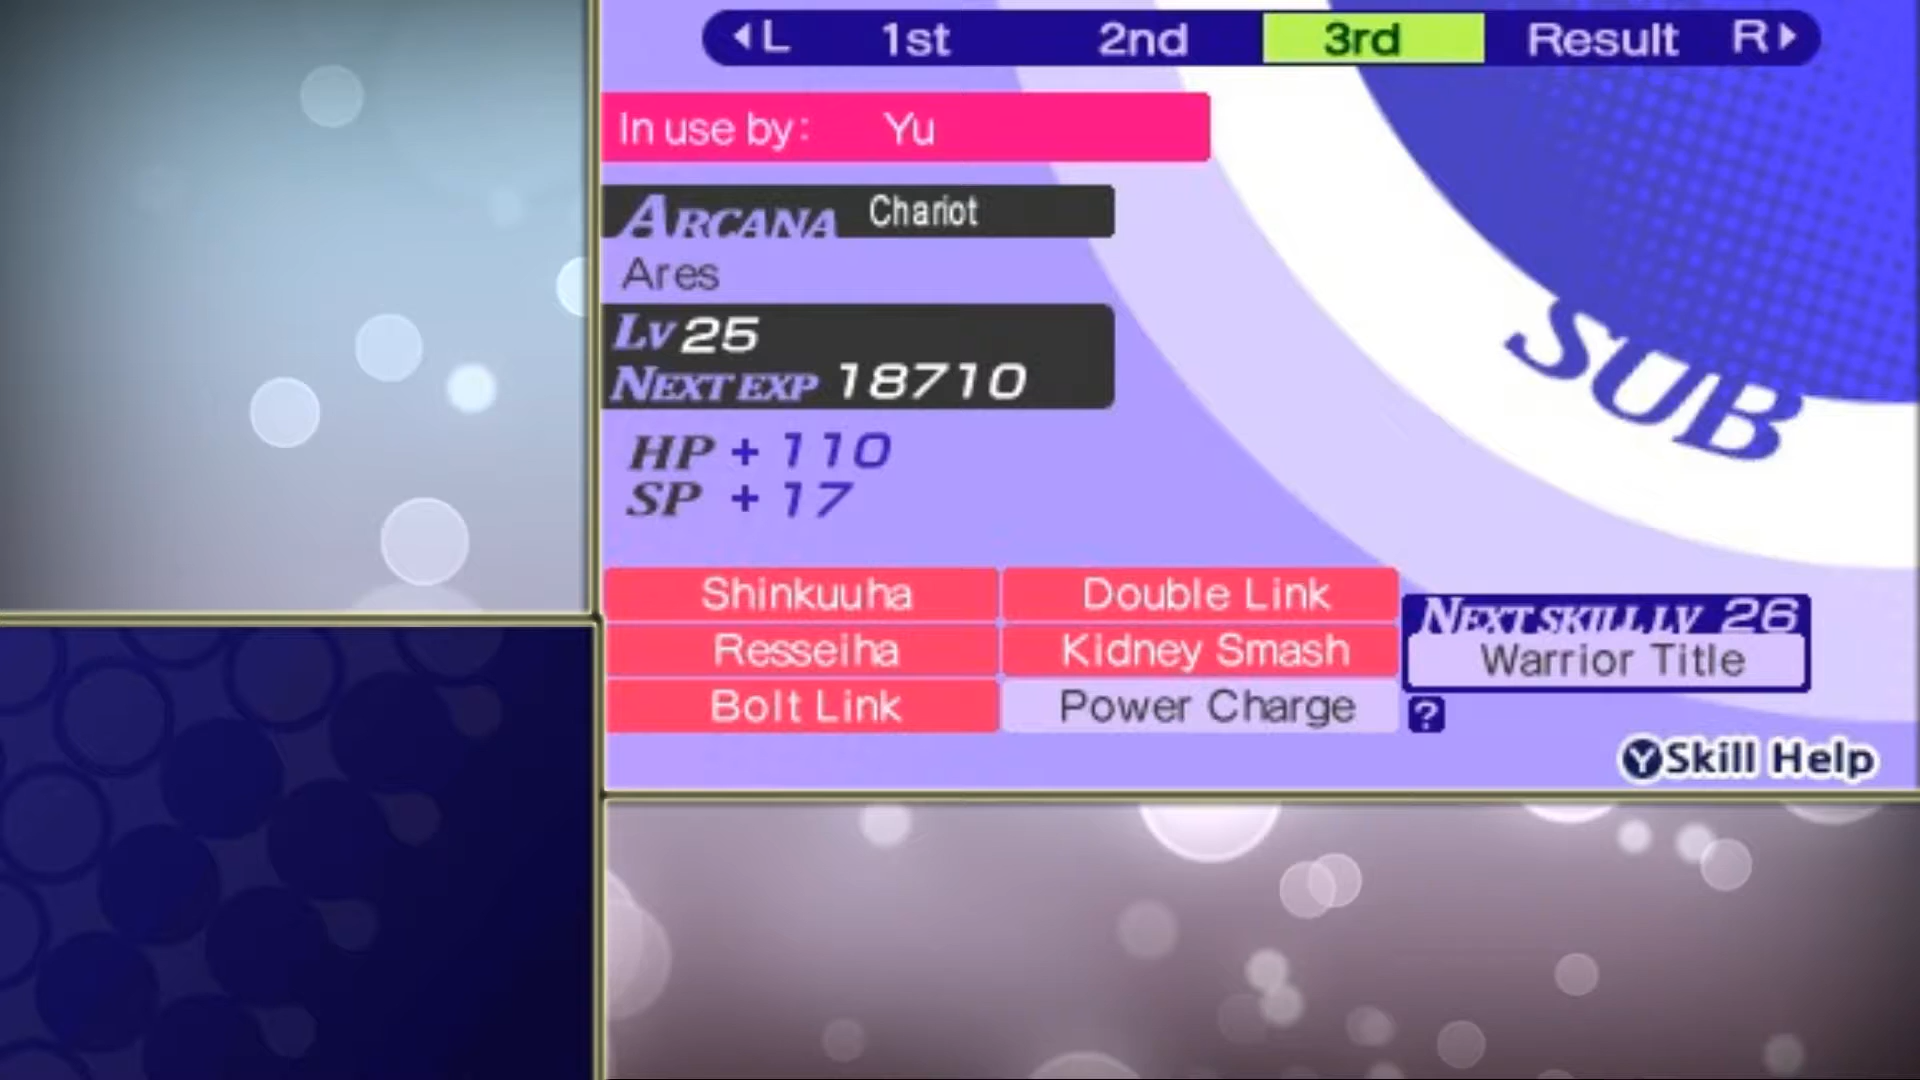 L 1st 2nd 3rd Result R
In use by: Yu
ARCANA Chariot
Ares
LV 25
NEXT EXP 18710
HP + 110
SP + 17
SUB
Shinkuuha Double Link
Resseiha Kidney Smash
Bolt Link Power Charge
NEXT SKILL LV 26
Warrior Title
?
Y Skill Help